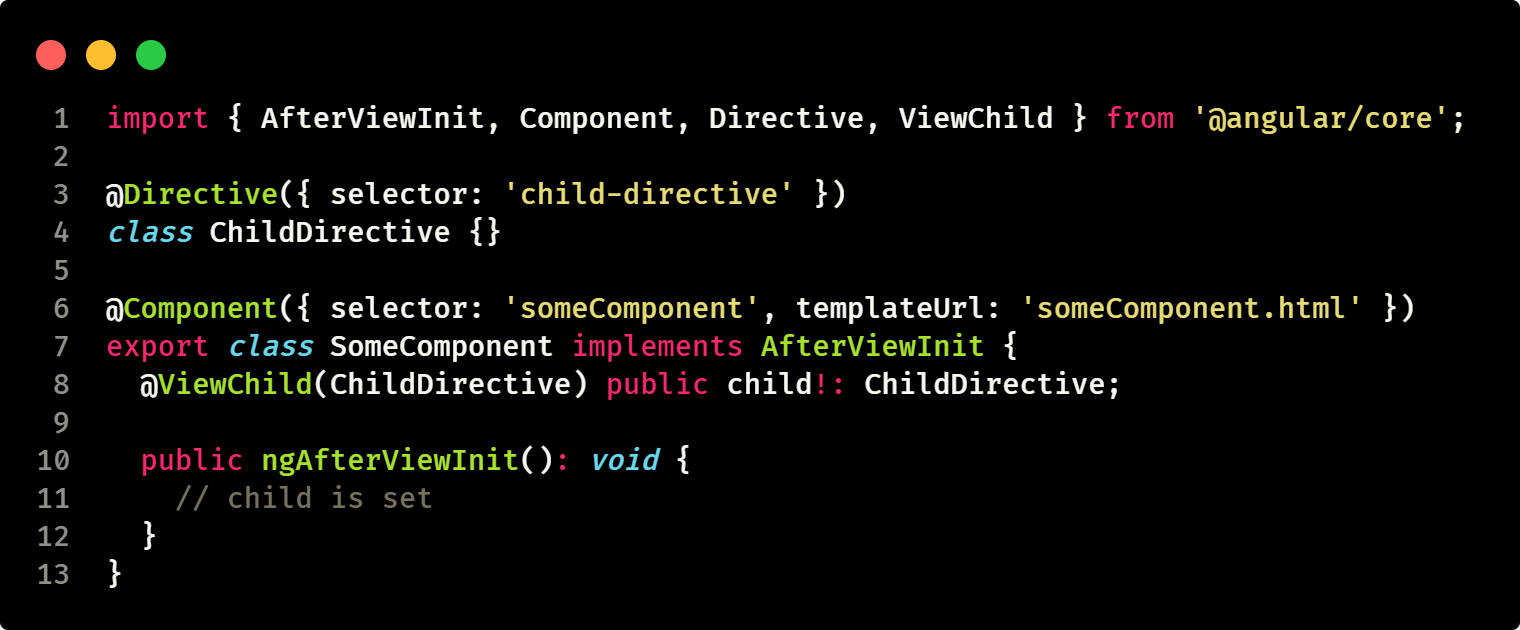 1 import { AfterViewInit, Component, Directive, ViewChild } from '@angular/core';
2
3 @Directive({ selector: 'child-directive' })
4 class ChildDirective {}
5
6 @Component({ selector: 'someComponent', templateUrl: 'someComponent.html' })
7 export class SomeComponent implements AfterViewInit {
8   @ViewChild(ChildDirective) public child!: ChildDirective;
9
10   public ngAfterViewInit(): void {
11     // child is set
12   }
13 }